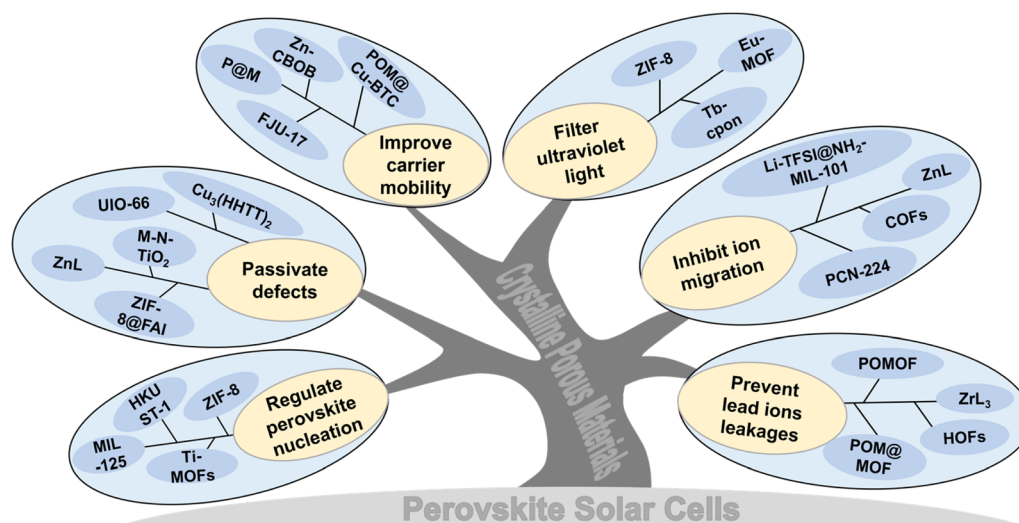 Zn-
CBOB
POM@
Cu-BTC
P@M
FJU-17
Improve
carrier
mobility
ZIF-8
Eu-
MOF
Tb-
cpon
Filter
ultraviolet
light
UIO-66
Cu₃(HHTT)₂
M-N-
TiO₂
ZnL
ZIF-
8@FAI
Passivate
defects
Li-TFSI@NH₂-
MIL-101
ZnL
COFs
PCN-224
Inhibit ion
migration
HKU
ST-1
ZIF-8
MIL
-125
Ti-
MOFs
Regulate
perovskite
nucleation
POMOF
ZrL₃
HOFs
POM@
MOF
Prevent
lead ions
leakages
Crystalline Porous Materials
Perovskite Solar Cells